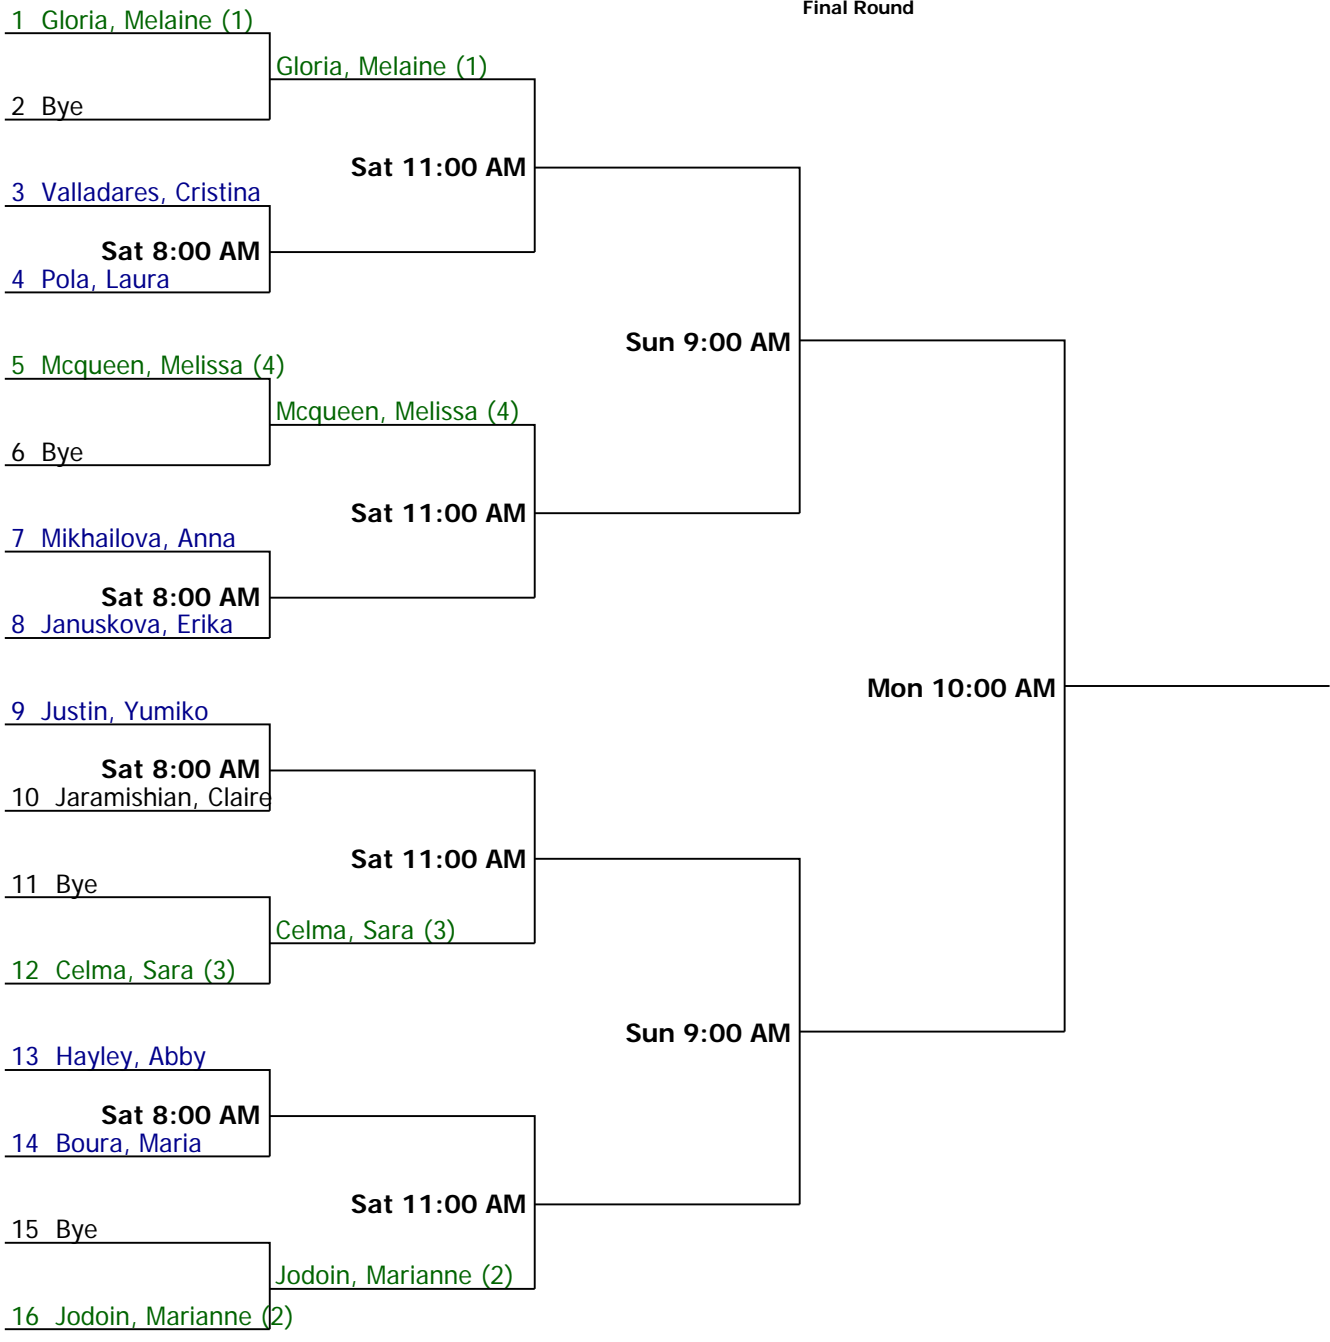 Final Round
1 Gloria, Melaine (1)
Gloria, Melaine (1)
2 Bye
Sat 11:00 AM
3 Valladares, Cristina
Sat 8:00 AM
4 Pola, Laura
Sun 9:00 AM
5 Mcqueen, Melissa (4)
Mcqueen, Melissa (4)
6 Bye
Sat 11:00 AM
7 Mikhailova, Anna
Sat 8:00 AM
8 Januskova, Erika
Mon 10:00 AM
9 Justin, Yumiko
Sat 8:00 AM
10 Jaramishian, Claire
Sat 11:00 AM
11 Bye
Celma, Sara (3)
12 Celma, Sara (3)
Sun 9:00 AM
13 Hayley, Abby
Sat 8:00 AM
14 Boura, Maria
Sat 11:00 AM
15 Bye
Jodoin, Marianne (2)
16 Jodoin, Marianne (2)